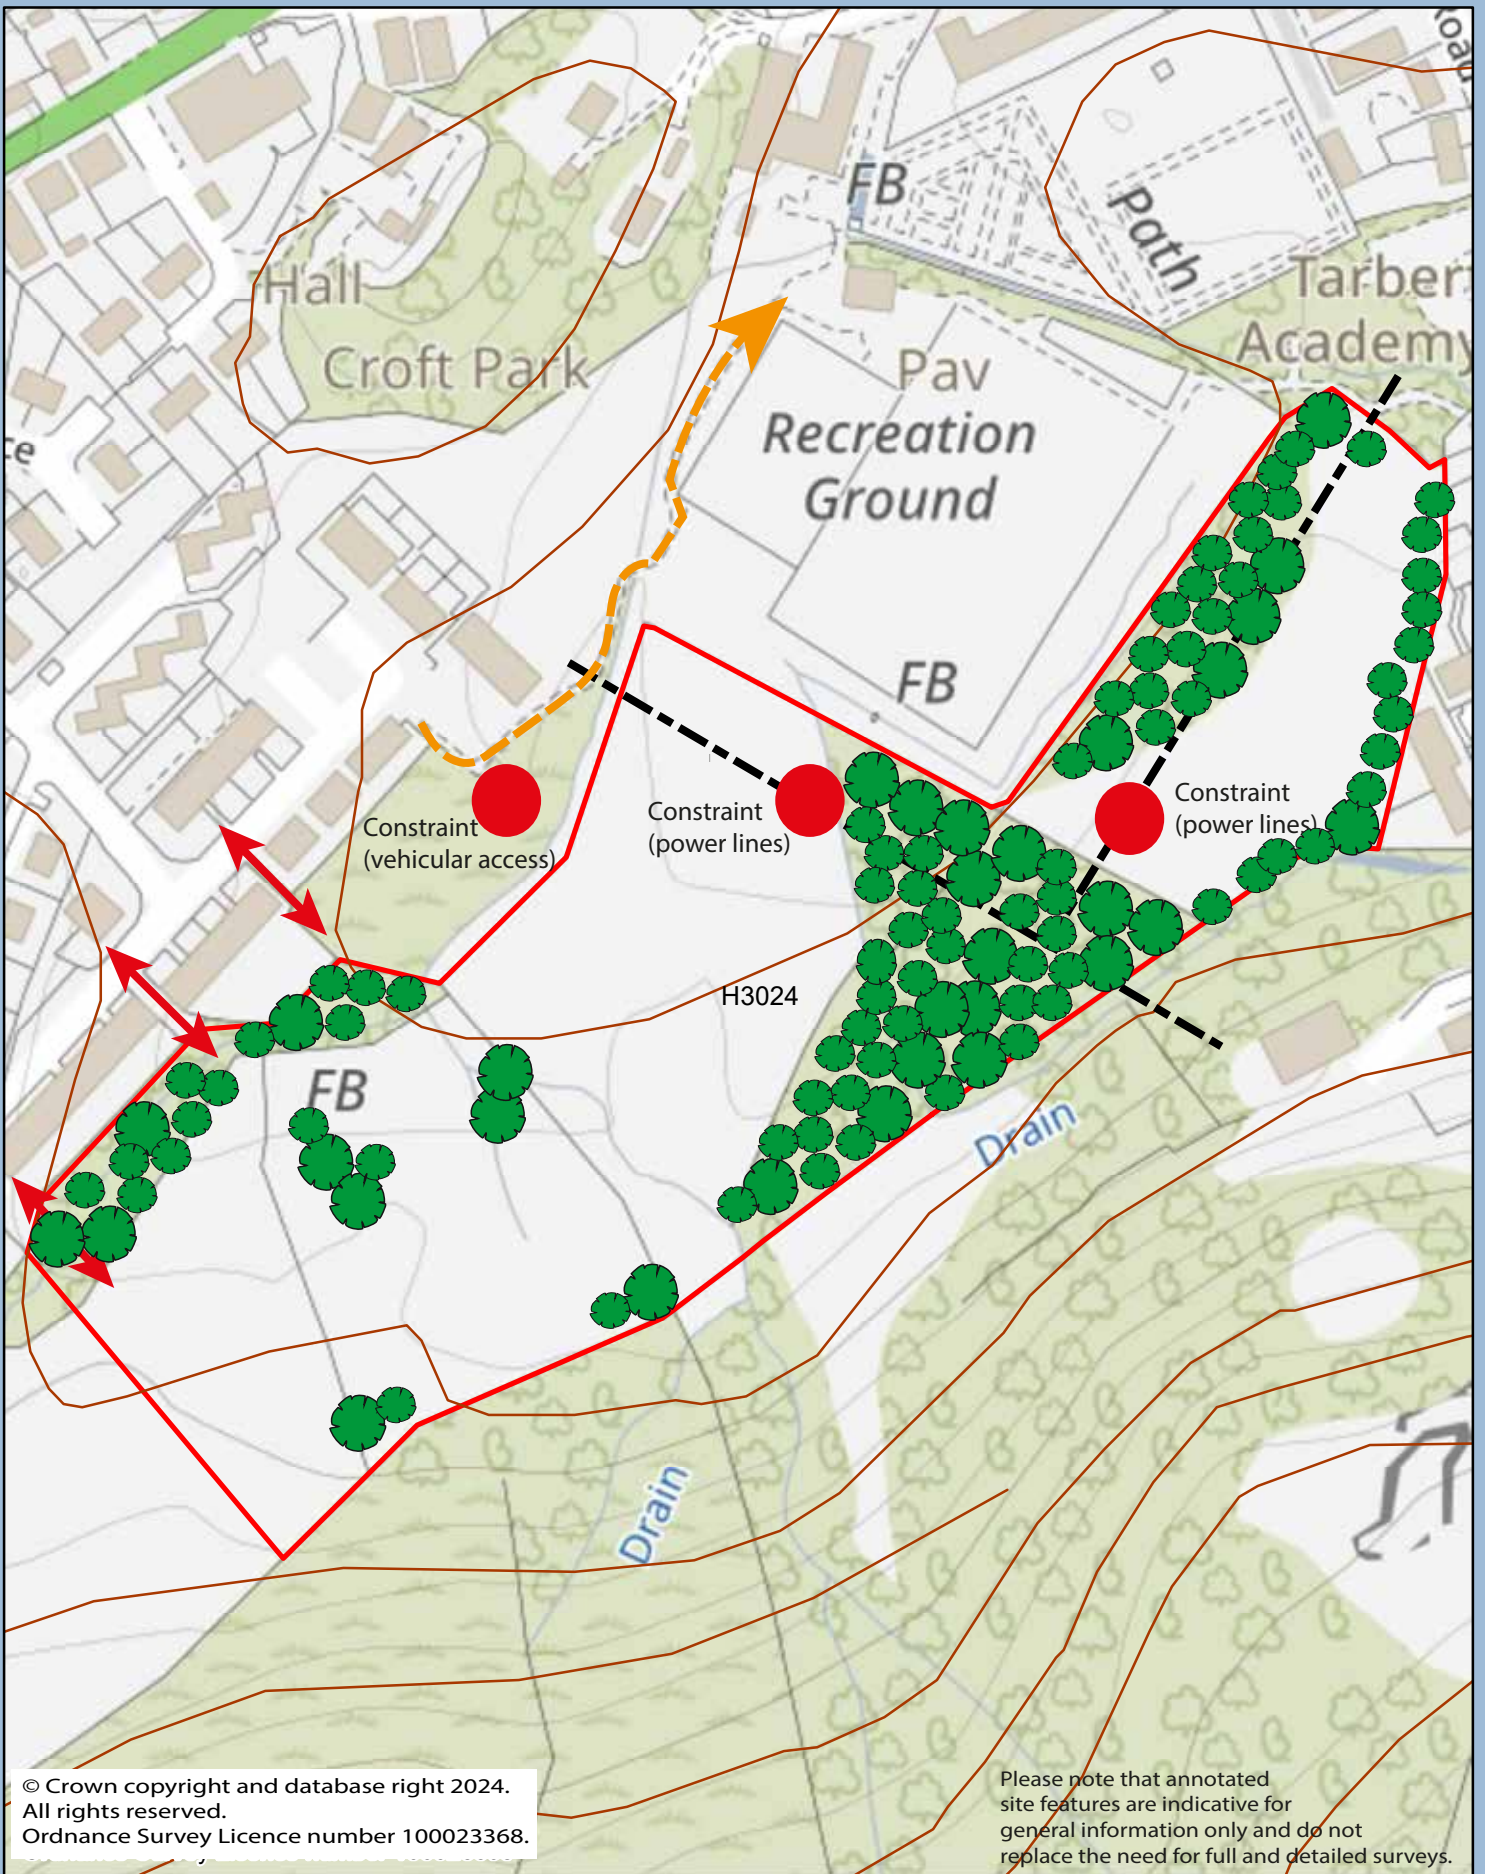 Road
FB
Path
Hall
Tarbert
Academy
Croft Park
Pav
Recreation
Ground
ce
FB
Constraint
(vehicular access)
Constraint
(power lines)
Constraint
(power lines)
H3024
FB
Drain
Drain
© Crown copyright and database right 2024.
All rights reserved.
Ordnance Survey Licence number 100023368.
Please note that annotated
site features are indicative for
general information only and do not
replace the need for full and detailed surveys.